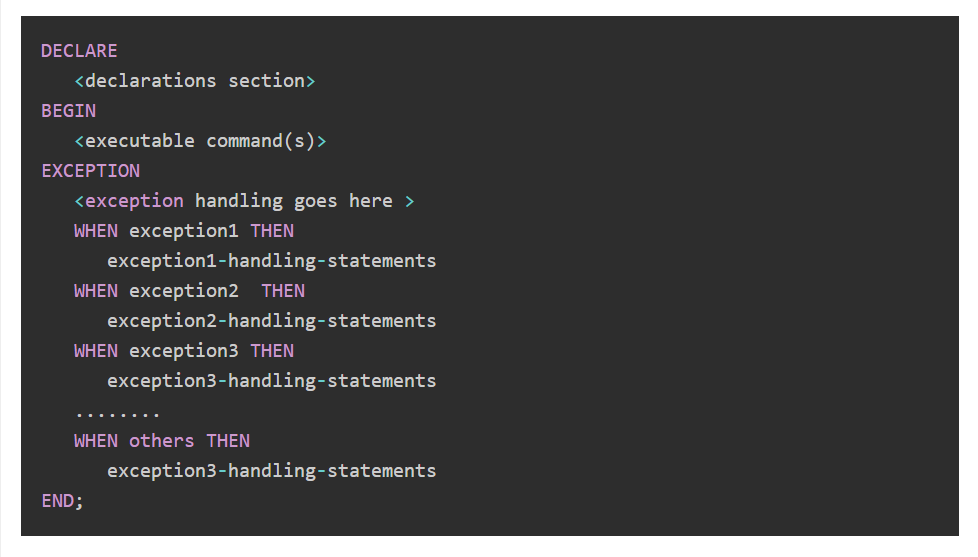 DECLARE
   <declarations section>
BEGIN
   <executable command(s)>
EXCEPTION
   <exception handling goes here >
   WHEN exception1 THEN
      exception1-handling-statements
   WHEN exception2  THEN
      exception2-handling-statements
   WHEN exception3 THEN
      exception3-handling-statements
   ........
   WHEN others THEN
      exception3-handling-statements
END;